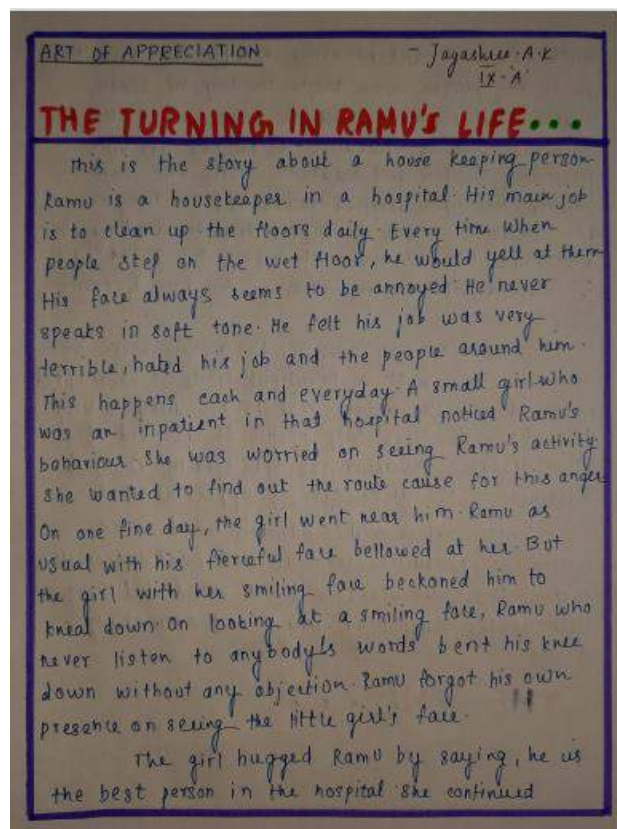 ART OF APPRECIATION
- Jayashree.A.K
IX-'A'
THE TURNING IN RAMU'S LIFE...
This is the story about a house keeping person
Ramu is a housekeeper in a hospital. His main job
is to clean up the floors daily. Every time when
people step on the wet floor, he would yell at them
His face always seems to be annoyed. He never
speaks in soft tone. He felt his job was very
terrible, hated his job and the people around him.
This happens each and everyday. A small girl who
was an inpatient in that hospital noticed Ramu's
bahaviour. She was worried on seeing Ramu's activity.
She wanted to find out the route cause for this anger
On one fine day, the girl went near him. Ramu as
usual with his fierceful face bellowed at her. But
the girl with her smiling face beckoned him to
kneal down. On looking at a smiling face, Ramu who
never listen to anybody's words bent his knee
down without any objection. Ramu forgot his own
presence on seeing the little girl's face.
The girl hugged Ramu by saying, he is
the best person in the hospital. She continued